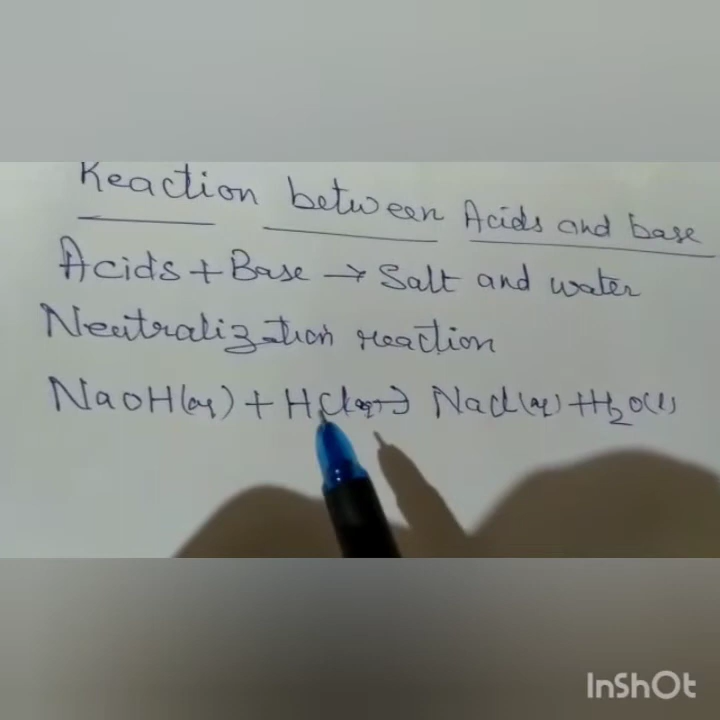 Reaction between Acids and base
Acids + Base → Salt and water
Neutralization reaction
NaOH(aq) + HCl(aq) → NaCl(aq) + H₂O(l)
InShOt